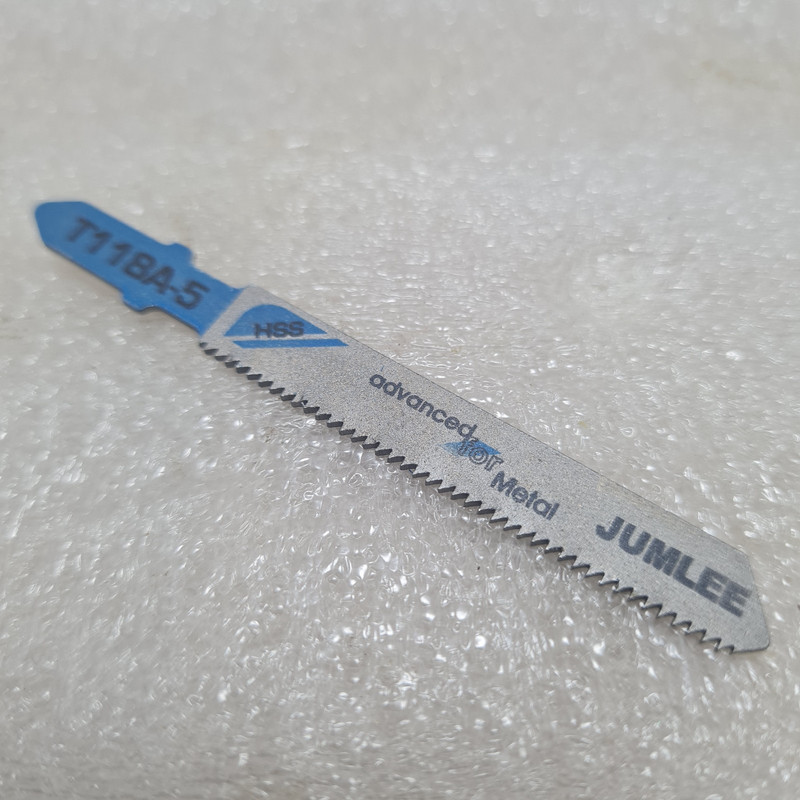 T118A-5
HSS
advanced
for
Metal
JUMLEE